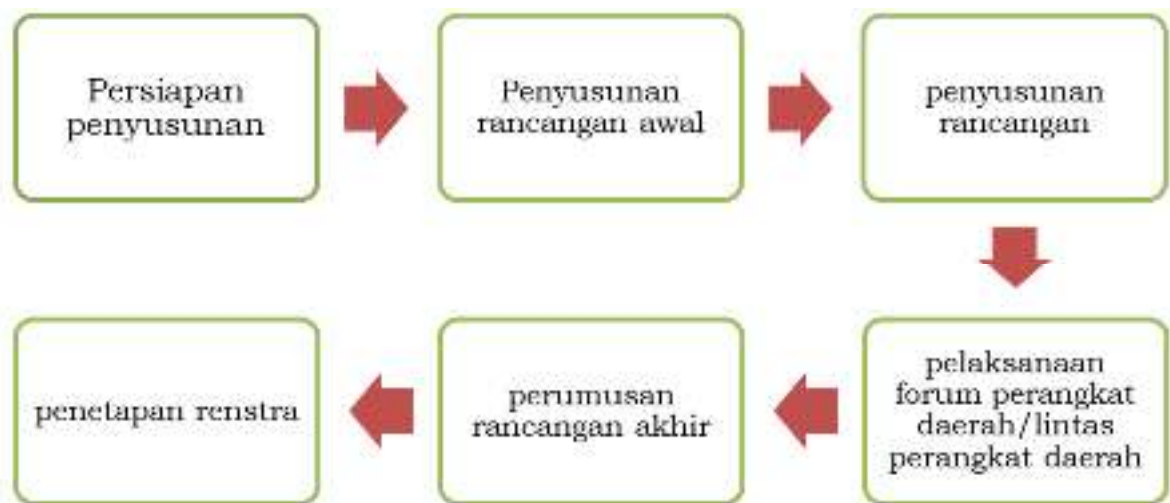 Persiapan
penyusunan
Penyusunan
rancangan awal
penyusunan
rancangan
pelaksanaan
forum perangkat
daerah/lintas
perangkat daerah
perumusan
rancangan akhir
penetapan renstra